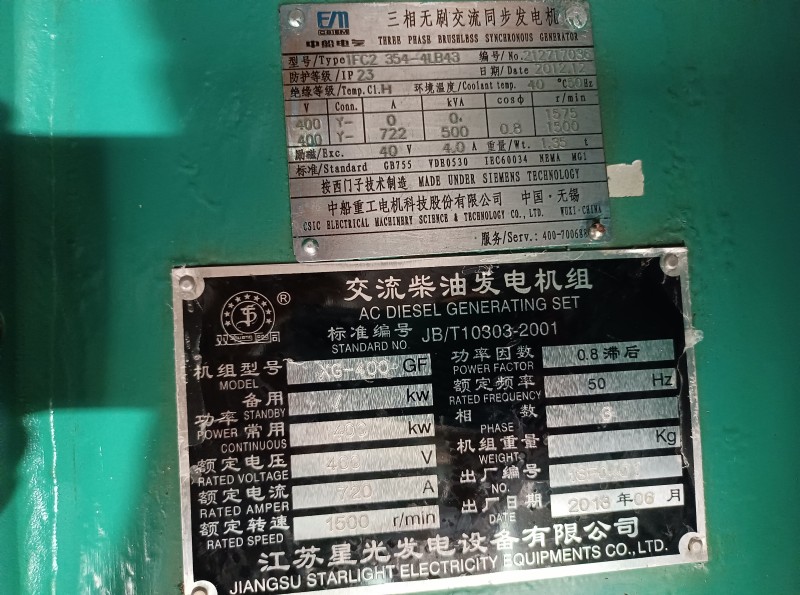 EM
中船电气
三相无刷交流同步发电机
THREE PHASE BRUSHLESS SYNCHRONOUS GENERATOR
型号/Type 1FC2 354-4LB43 编号/No.
防护等级/IP 23 日期/Date 2012.12
绝缘等级/Temp.Cl.H 环境温度/Coolant temp. 40 °C 50Hz
V Conn. A kVA cosφ r/min
400 Y- 0 0. 1575
400 Y- 722 500 0.8 1500
励磁/Exc. 40 V 4.0 A 重量/Wt. 1.35 t
标准/Standard GB755 VDE0530 IEC60034 NEMA MG1
按西门子技术制造 MADE UNDER SIEMENS TECHNOLOGY
中船重工电机科技股份有限公司 中国·无锡
CSIC ELECTRICAL MACHINERY SCIENCE & TECHNOLOGY CO., LTD. WUXI·CHINA
·服务/Serv.: 400-7006
®
交流柴油发电机组
AC DIESEL GENERATING SET
标准编号 JB/T10303-2001
STANDARD NO.
机组型号 XG-400 GF
MODEL
功率 备用 kw
POWER STANDBY
常用 400 kw
CONTINUOUS
额定电压 400 V
RATED VOLTAGE
额定电流 720 A
RATED AMPER
额定转速 1500 r/min
RATED SPEED
功率因数 0.8 滞后
POWER FACTOR
额定频率 50 Hz
RATED FREQUENCY
相数 3
PHASE
机组重量 Kg
WEIGHT
出厂编号
NO.
出厂日期 2013 年 06 月
DATE
江苏星光发电设备有限公司
JIANGSU STARLIGHT ELECTRICITY EQUIPMENTS CO., LTD.